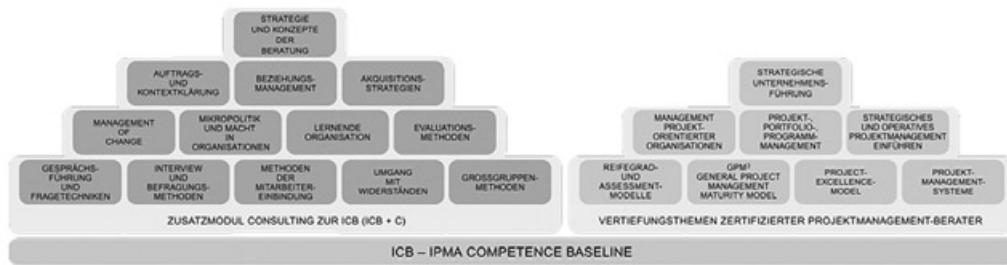 STRATEGIE
UND KONZEPTE
DER
BERATUNG
AUFTRAGS-
UND
KONTEXTKLÄRUNG
BEZIEHUNGS-
MANAGEMENT
AKQUISITIONS-
STRATEGIEN
MANAGEMENT
OF
CHANGE
MIKROPOLITIK
UND MACHT
IN
ORGANISATIONEN
LERNENDE
ORGANISATION
EVALUATIONS-
METHODEN
GESPRÄCHS-
FÜHRUNG
UND
FRAGETECHNIKEN
INTERVIEW
UND
BEFRAGUNGS-
METHODEN
METHODEN
DER
MITARBEITER-
EINBINDUNG
UMGANG
MIT
WIDERSTÄNDEN
GROSSGRUPPEN-
METHODEN
ZUSATZMODUL CONSULTING ZUR ICB (ICB + C)
STRATEGISCHE
UNTERNEHMENS-
FÜHRUNG
MANAGEMENT
PROJEKT-
ORIENTIERTER
ORGANISATIONEN
PROJEKT-,
PORTFOLIO-
PROGRAMM-
MANAGEMENT
STRATEGISCHES
UND OPERATIVES
PROJEKTMANAGEMENT
EINFÜHREN
REIFEGRAD-
UND
ASSESSMENT-
MODELLE
GPM³
GENERAL PROJECT
MANAGEMENT
MATURITY MODEL
PROJECT-
EXCELLENCE-
MODEL
PROJEKT-
MANAGEMENT-
SYSTEME
VERTIEFUNGSTHEMEN ZERTIFIZIERTER PROJEKTMANAGEMENT-BERATER
ICB – IPMA COMPETENCE BASELINE